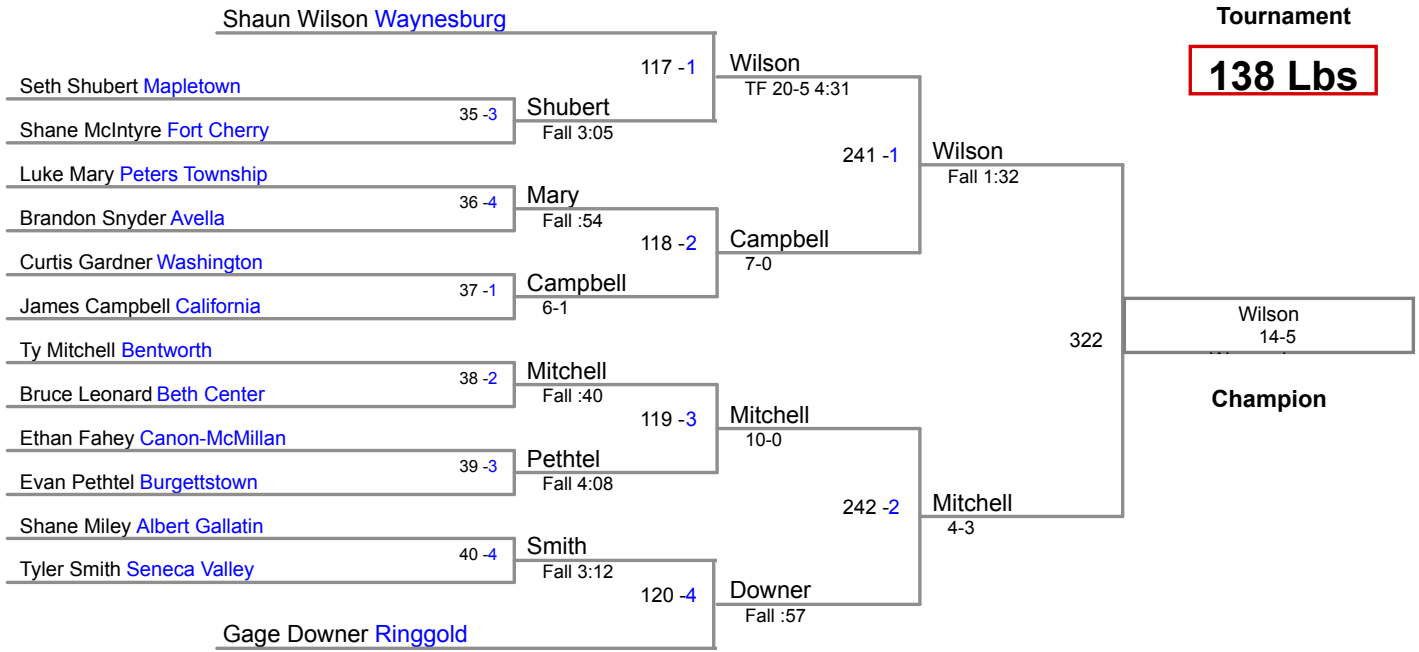 Shaun Wilson Waynesburg
Tournament
138 Lbs
117 -1
Wilson
TF 20-5 4:31
Seth Shubert Mapletown
35 -3
Shubert
Fall 3:05
Shane McIntyre Fort Cherry
241 -1
Wilson
Fall 1:32
Luke Mary Peters Township
36 -4
Mary
Fall :54
Brandon Snyder Avella
118 -2
Campbell
7-0
Curtis Gardner Washington
37 -1
Campbell
6-1
James Campbell California
322
Wilson
14-5
Champion
Ty Mitchell Bentworth
38 -2
Mitchell
Fall :40
Bruce Leonard Beth Center
119 -3
Mitchell
10-0
Ethan Fahey Canon-McMillan
39 -3
Pethtel
Fall 4:08
Evan Pethtel Burgettstown
242 -2
Mitchell
4-3
Shane Miley Albert Gallatin
40 -4
Smith
Fall 3:12
Tyler Smith Seneca Valley
120 -4
Downer
Fall :57
Gage Downer Ringgold